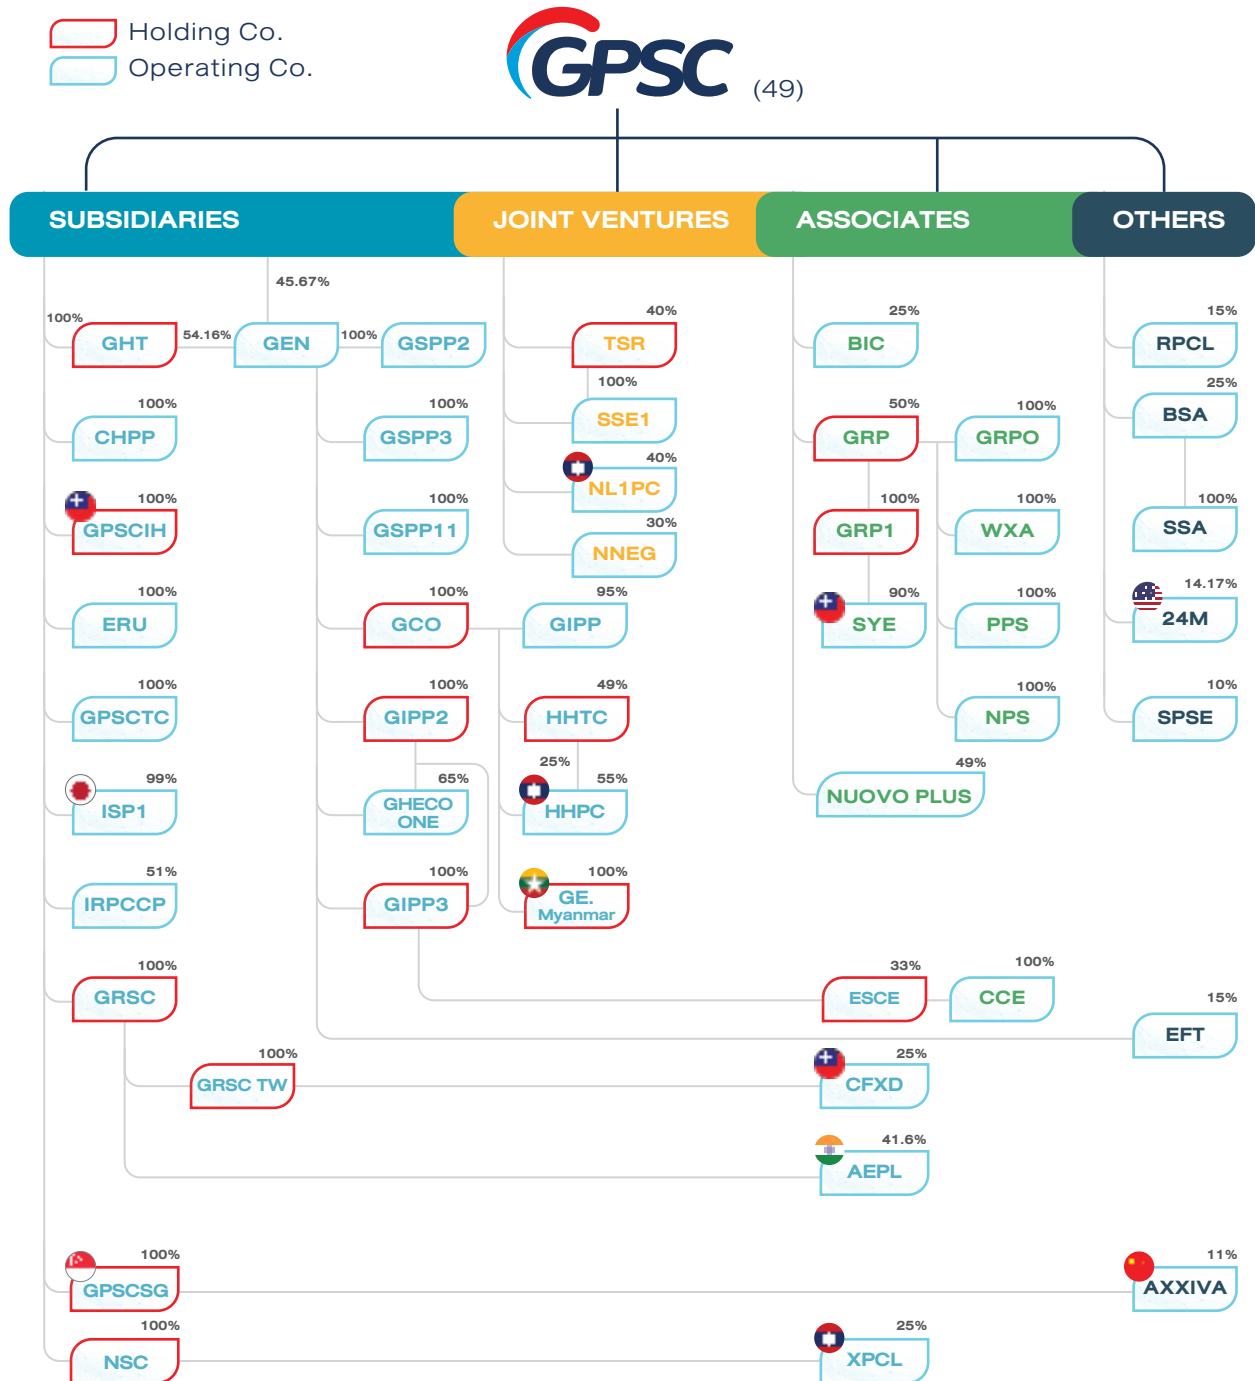 Holding Co.
Operating Co.
GPSC (49)
SUBSIDIARIES
JOINT VENTURES
ASSOCIATES
OTHERS
45.67%
100%
GHT
54.16%
GEN
100%
GSPP2
40%
TSR
25%
BIC
15%
RPCL
100%
CHPP
100%
GSPP3
100%
SSE1
50%
GRP
100%
GRPO
25%
BSA
100%
GPSCIH
100%
GSPP11
40%
NL1PC
30%
NNEG
100%
GRP1
100%
WXA
100%
SSA
100%
ERU
100%
GCO
95%
GIPP
90%
SYE
100%
PPS
14.17%
24M
100%
GPSCTC
100%
GIPP2
49%
HHTC
100%
NPS
10%
SPSE
99%
ISP1
65%
GHECO
ONE
25%
55%
HHPC
49%
NUOVO PLUS
51%
IRPCCP
100%
GIPP3
100%
GE.
Myanmar
100%
GRSC
33%
ESCE
100%
CCE
15%
EFT
100%
GRSC TW
25%
CFXD
41.6%
AEPL
100%
GPSCSG
11%
AXXIVA
100%
NSC
25%
XPCL